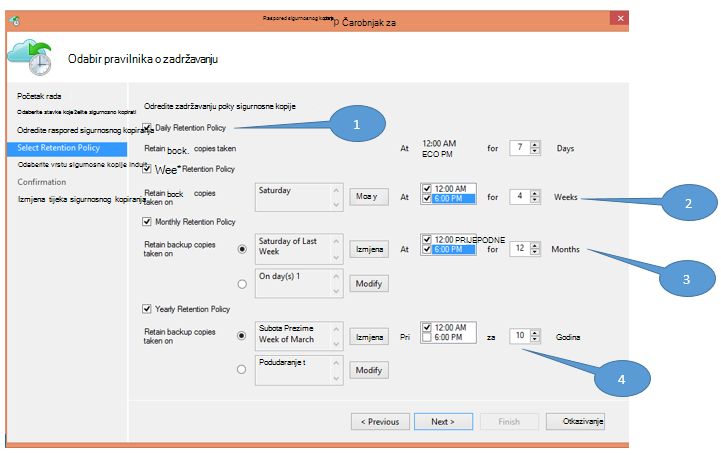 Raspored sigurnosnog kopira
p Čarobnjak za
Odabir pravilnika o zadržavanju
Početak rada
Odaberite stavke koje želite sigurnosno kopirati
Odredite raspored sigurnosnog kopiranja
Select Retention Policy
Odaberite vrstu sigurnosne kopije
Confirmation
Izmjena tijeka sigurnosnog kopiranja
Odredite zadržavanju poky sigurnosne kopije
Daily Retention Policy
1
Retain bock. copies taken
At
12:00 AM
ECO PM
for
7
Days
Wee" Retention Policy
Retain bock copies
taken on
Saturday
Moa y
At
12:00 AM
6:00 PM
for
4
Weeks
2
Monthly Retention Policy
Retain backup copies
taken on
Saturday of Last
Week
Izmjena
At
12:00 PRIJEPODNE
6:00 PM
for
12
Months
3
On day(s) 1
Modify
Yearly Retention Policy
Retain backup copies
taken on
Subota Prezime
Week of March
Izmjena
Pri
12:00 AM
6:00 PM
za
10
Godina
4
Podudaranje t
Modify
< Previous
Next >
Finish
Otkazivanje